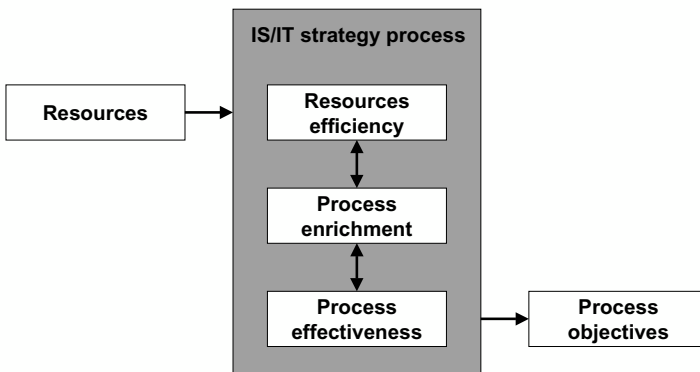 IS/IT strategy process
Resources
Resources
efficiency
Process
enrichment
Process
effectiveness
Process
objectives